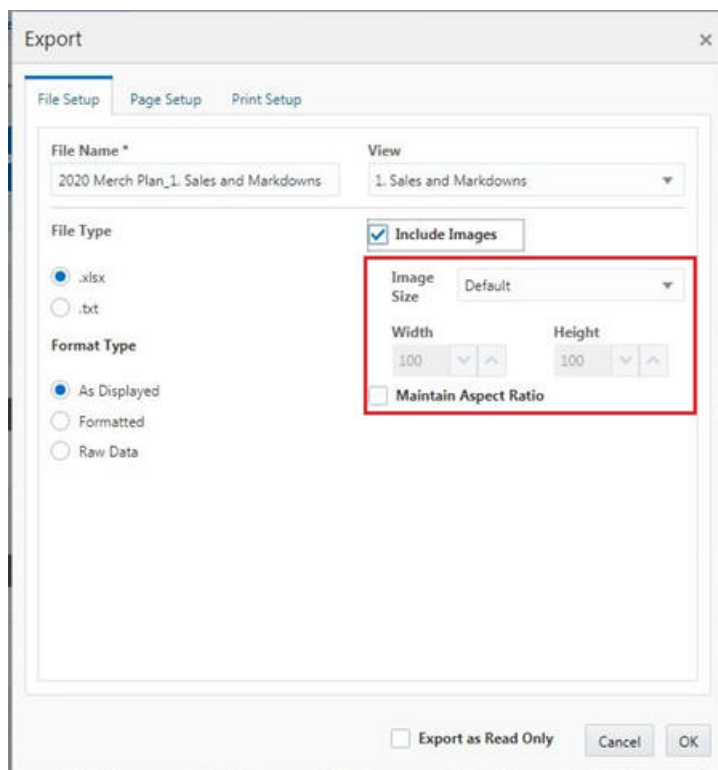 Export
File Setup Page Setup Print Setup
File Name * View
2020 Merch Plan_1. Sales and Markdowns 1. Sales and Markdowns
File Type Include Images
.xlsx Image
Size Default
.txt
Width Height
Format Type
100 100
As Displayed Maintain Aspect Ratio
Formatted
Raw Data
Export as Read Only Cancel OK